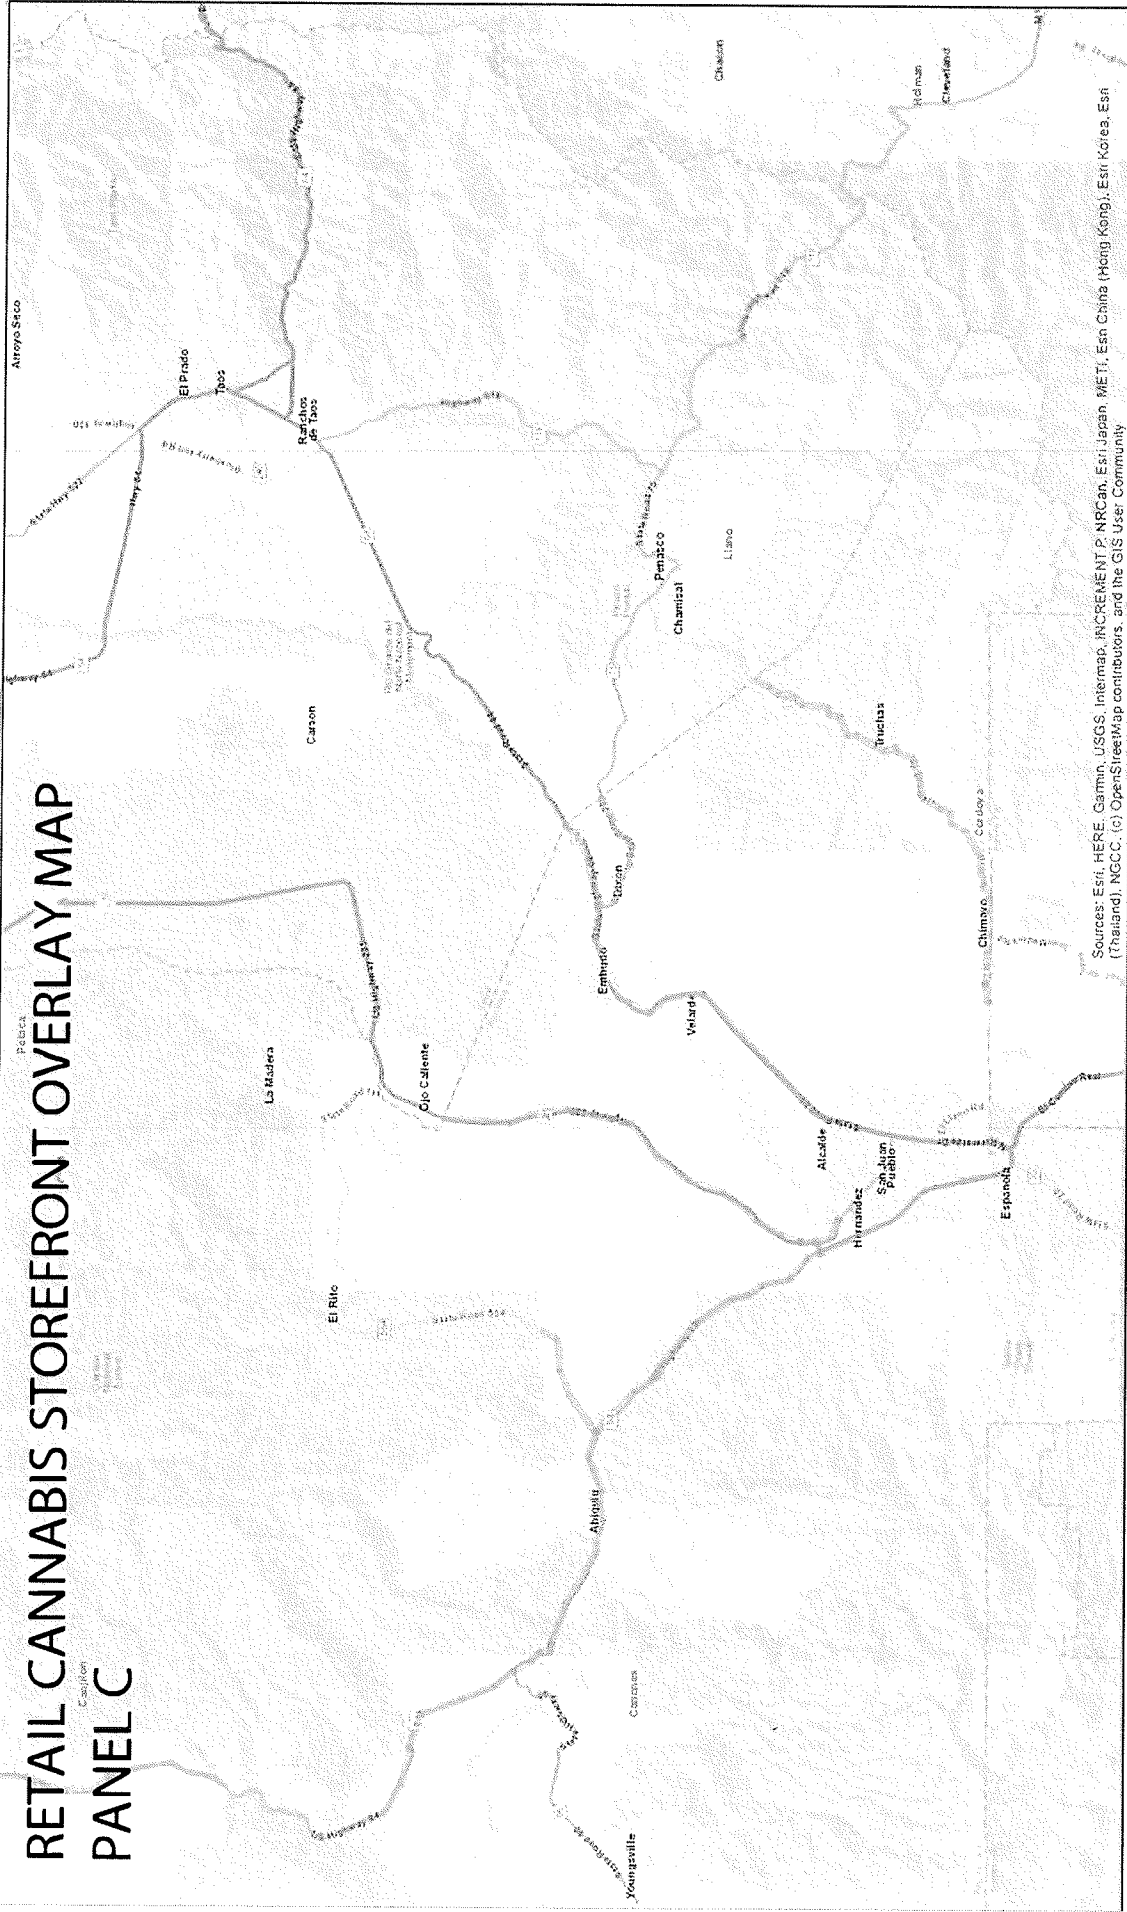 RETAIL CANNABIS STOREFRONT OVERLAY MAP
PANEL C
Canjilon
Petaca
La Madera
Ojo Caliente
El Rito
Carson
Arroyo Seco
El Prado
Taos
Ranchos
de Taos
Abiquiu
Youngsville
Coyote
Hernandez
Alcalde
San Juan
Pueblo
Espanola
Velarde
Embudo
Dixon
Penasco
Chamisal
Llano
Truchas
Cordova
Chimayo
Chacon
Holman
Cleveland
Sources: Esri, HERE, Garmin, USGS, Intermap, INCREMENT P, NRCan, Esri Japan, METI, Esri China (Hong Kong), Esri Korea, Esri
(Thailand), NGCC, (c) OpenStreetMap contributors, and the GIS User Community